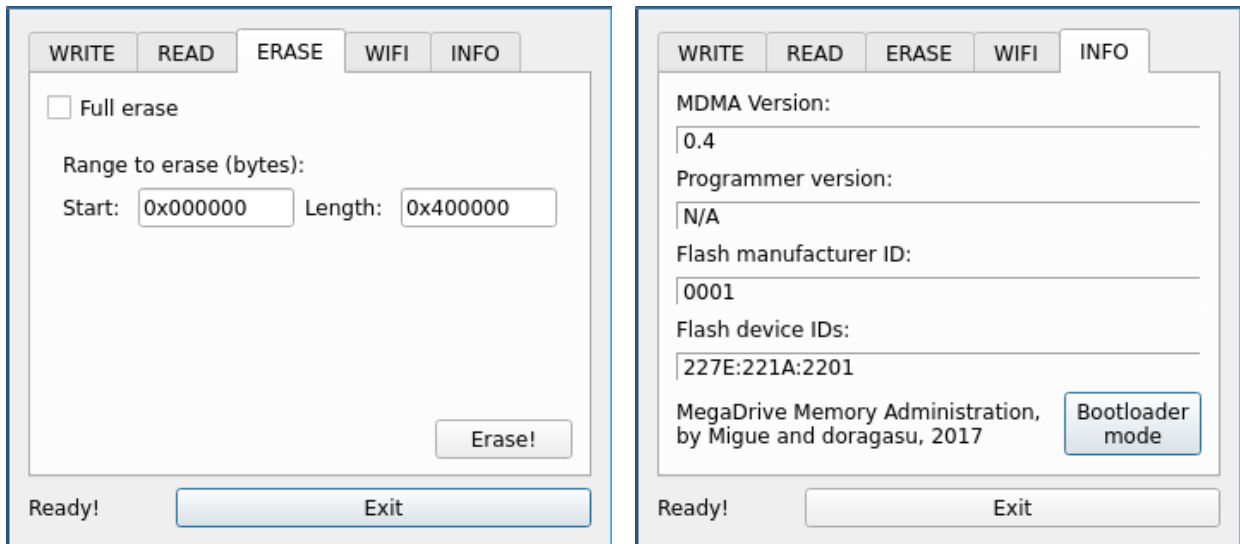 WRITE READ ERASE WIFI INFO
Full erase
Range to erase (bytes):
Start: 0x000000 Length: 0x400000
Erase!
Ready! Exit
WRITE READ ERASE WIFI INFO
MDMA Version:
0.4
Programmer version:
N/A
Flash manufacturer ID:
0001
Flash device IDs:
227E:221A:2201
MegaDrive Memory Administration,
by Migue and doragasu, 2017
Bootloader
mode
Ready! Exit